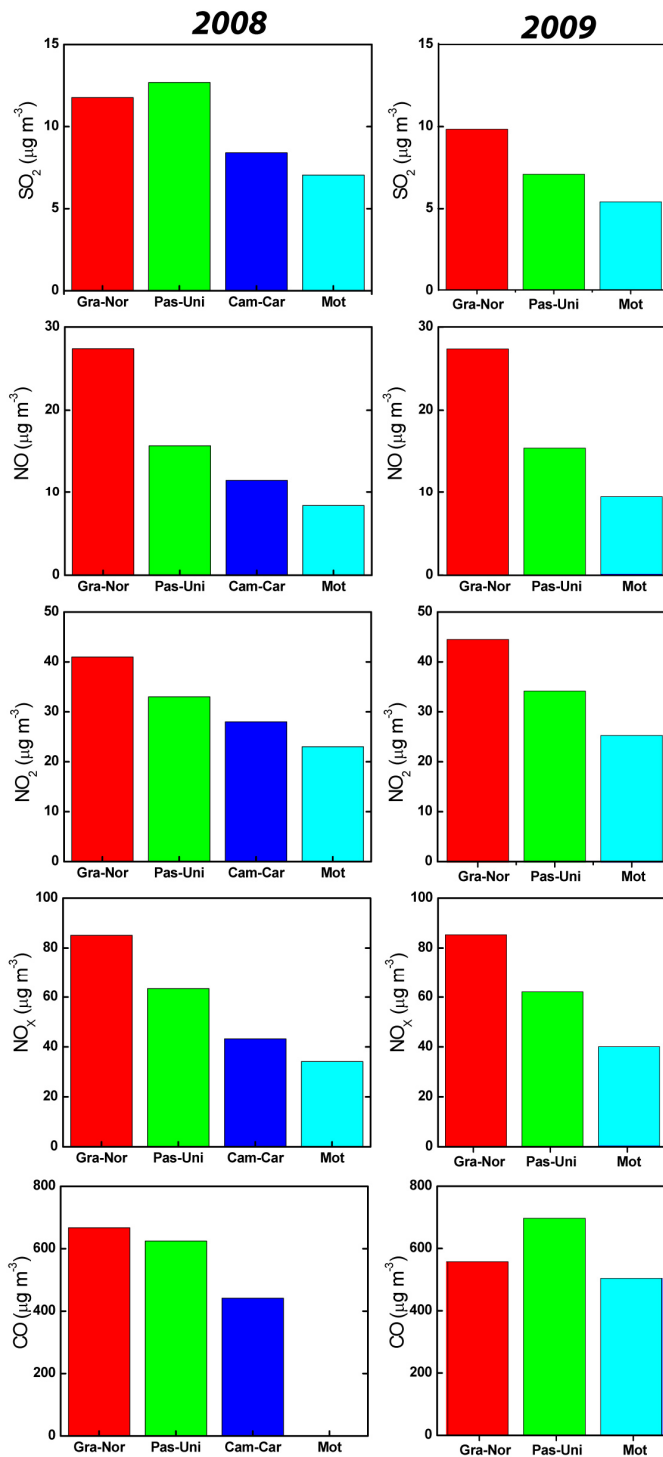 2008
2009
15
10
5
0
SO2 (μg m-3)
Gra-Nor Pas-Uni Cam-Car Mot
15
10
5
0
SO2 (μg m-3)
Gra-Nor Pas-Uni Mot
30
20
10
0
NO (μg m-3)
Gra-Nor Pas-Uni Cam-Car Mot
30
20
10
0
NO (μg m-3)
Gra-Nor Pas-Uni Mot
50
40
30
20
10
0
NO2 (μg m-3)
Gra-Nor Pas-Uni Cam-Car Mot
50
40
30
20
10
0
NO2 (μg m-3)
Gra-Nor Pas-Uni Mot
100
80
60
40
20
0
NOX (μg m-3)
Gra-Nor Pas-Uni Cam-Car Mot
100
80
60
40
20
0
NOX (μg m-3)
Gra-Nor Pas-Uni Mot
800
600
400
200
0
CO (μg m-3)
Gra-Nor Pas-Uni Cam-Car Mot
800
600
400
200
0
CO (μg m-3)
Gra-Nor Pas-Uni Mot